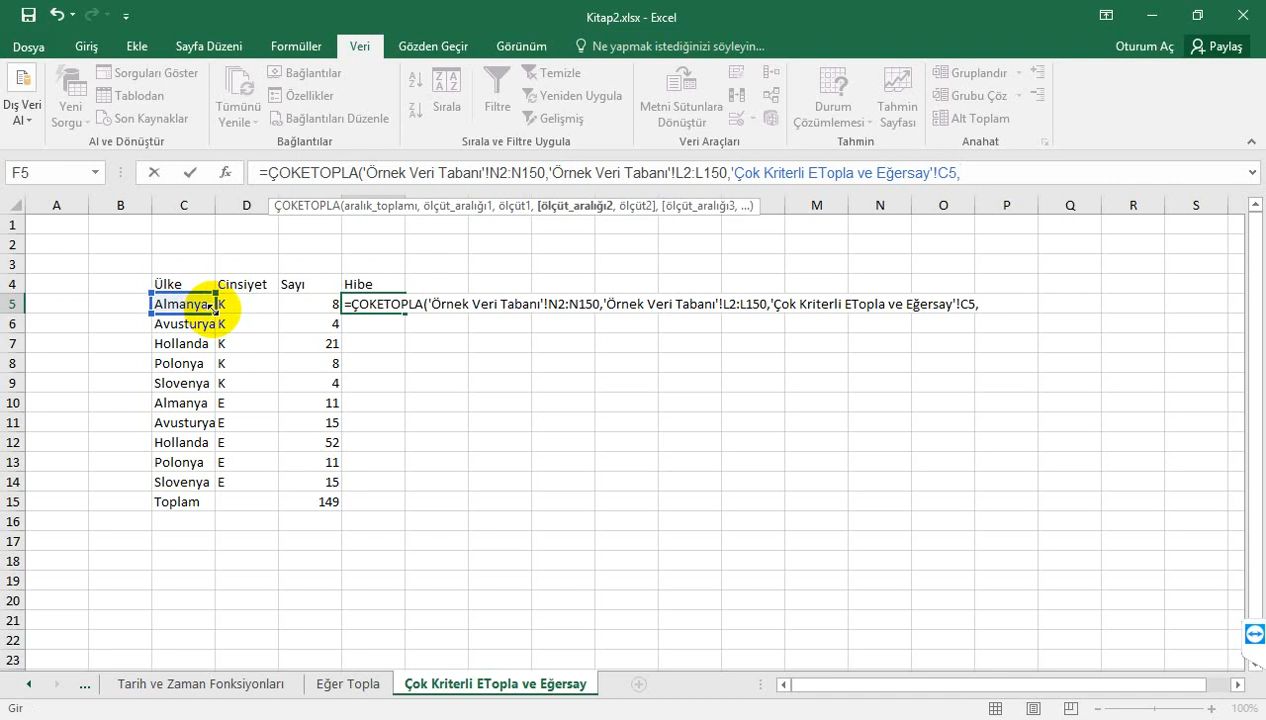 Kitap2.xlsx - Excel
Dosya Giriş Ekle Sayfa Düzeni Formüller Veri Gözden Geçir Görünüm Ne yapmak istediğinizi söyleyin... Oturum Aç Paylaş
Dış Veri Al
Yeni Sorgu
Sorguları Göster
Tablodan
Son Kaynaklar
Al ve Dönüştür
Tümünü Yenile
Bağlantılar
Özellikler
Bağlantıları Düzenle
Bağlantılar
Sırala
Filtre
Temizle
Yeniden Uygula
Gelişmiş
Sırala ve Filtre Uygula
Metni Sütunlara Dönüştür
Veri Araçları
Durum Çözümlemesi
Tahmin Sayfası
Tahmin
Gruplandır
Grubu Çöz
Alt Toplam
Anahat
F5 fx =ÇOKETOPLA('Örnek Veri Tabanı'!N2:N150,'Örnek Veri Tabanı'!L2:L150,'Çok Kriterli ETopla ve Eğersay'!C5,
A B C D M N O P Q R S
ÇOKETOPLA(aralık_toplamı, ölçüt_aralığı1, ölçüt1, [ölçüt_aralığı2, ölçüt2], [ölçüt_aralığı3, ...)
1
2
3
4 Ülke Cinsiyet Sayı Hibe
5 Almanya K 8 =ÇOKETOPLA('Örnek Veri Tabanı'!N2:N150,'Örnek Veri Tabanı'!L2:L150,'Çok Kriterli ETopla ve Eğersay'!C5,
6 Avusturya K 4
7 Hollanda K 21
8 Polonya K 8
9 Slovenya K 4
10 Almanya E 11
11 Avusturya E 15
12 Hollanda E 52
13 Polonya E 11
14 Slovenya E 15
15 Toplam 149
16
17
18
19
20
21
22
23
... Tarih ve Zaman Fonksiyonları Eğer Topla Çok Kriterli ETopla ve Eğersay
Gir 100%